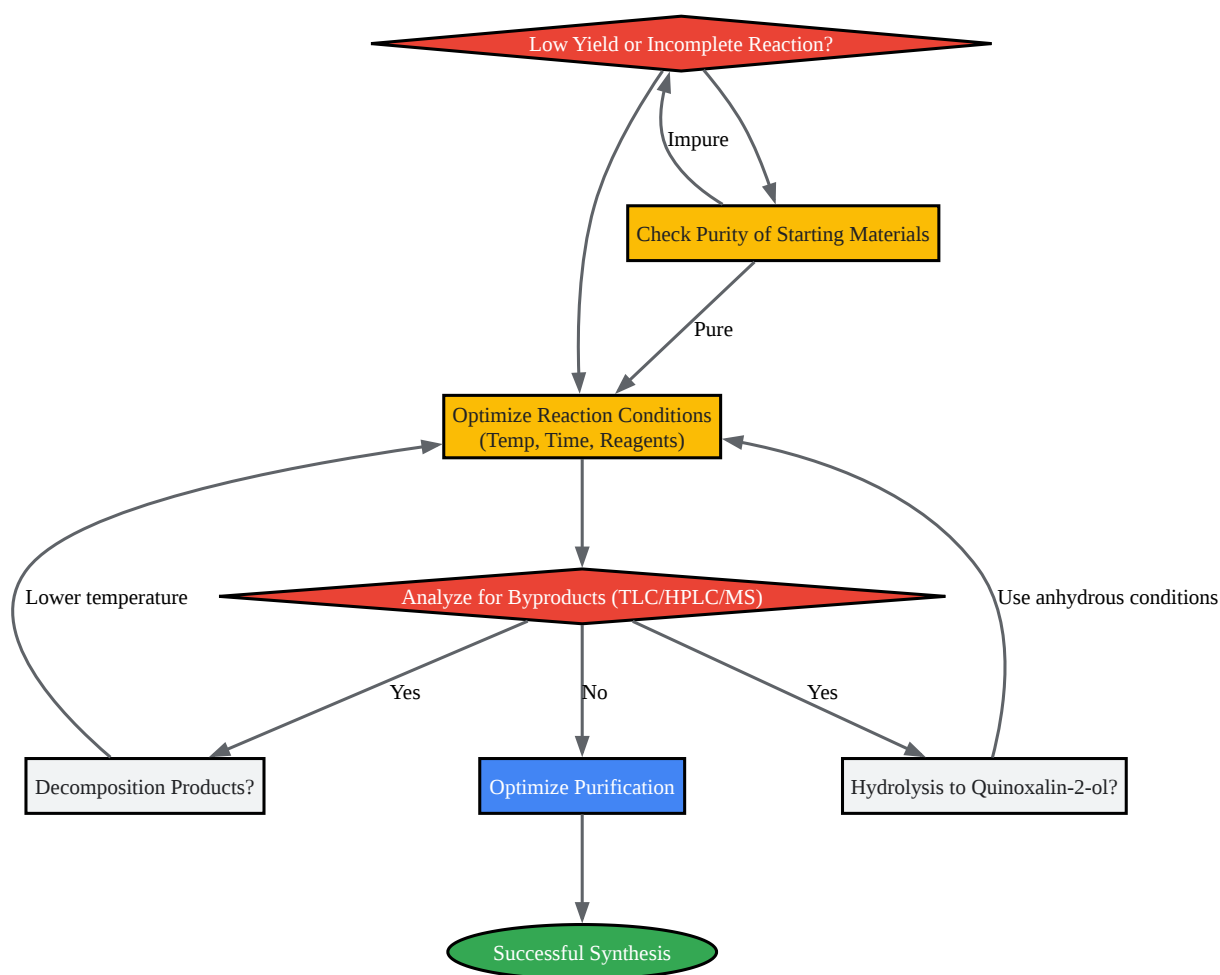 Low Yield or Incomplete Reaction?
Impure
Check Purity of Starting Materials
Pure
Optimize Reaction Conditions
(Temp, Time, Reagents)
Lower temperature
Analyze for Byproducts (TLC/HPLC/MS)
Use anhydrous conditions
Yes
No
Yes
Decomposition Products?
Optimize Purification
Hydrolysis to Quinoxalin-2-ol?
Successful Synthesis